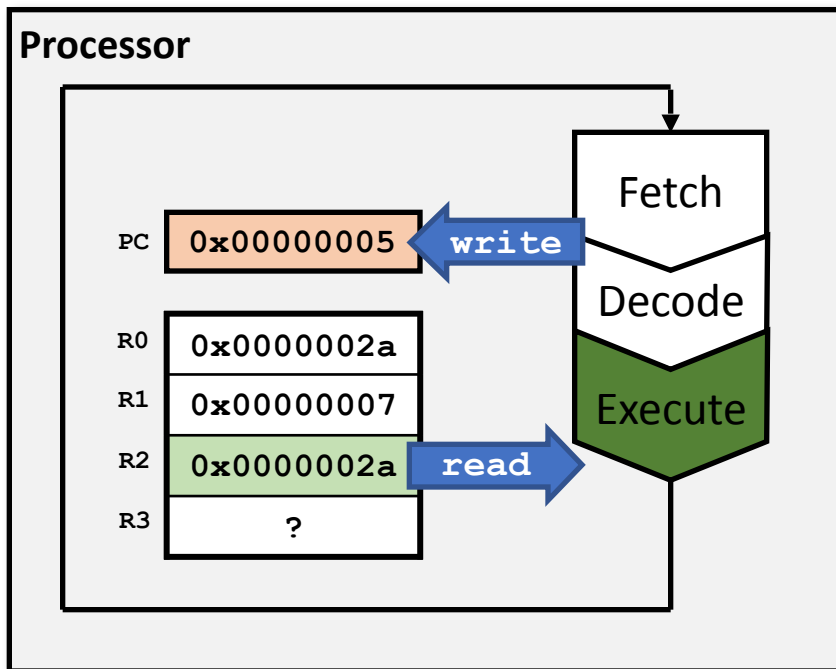 Processor
Fetch
PC 0x00000005 write
Decode
R0 0x0000002a
R1 0x00000007
Execute
R2 0x0000002a read
R3 ?